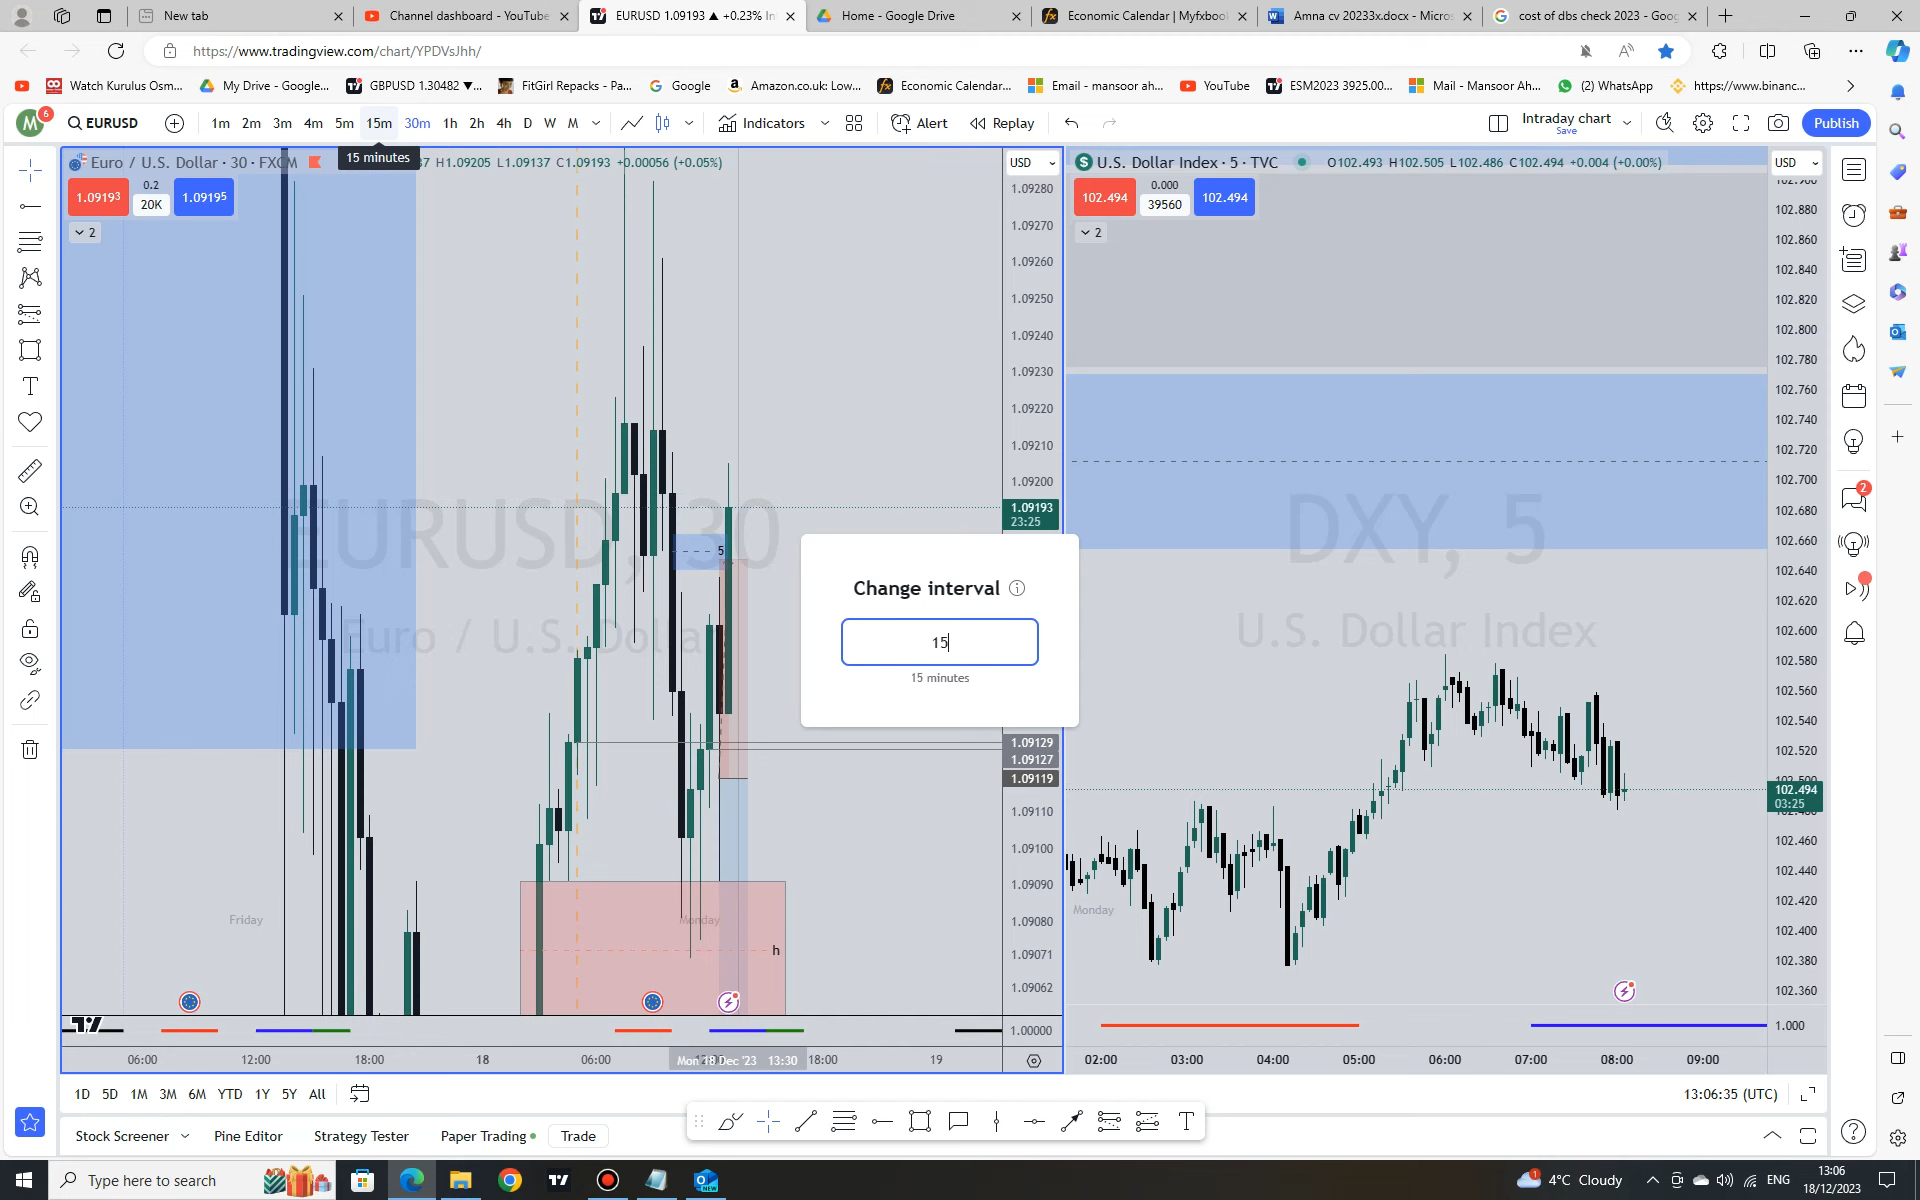 New tab
Channel dashboard - YouTube
EURUSD 1.09193 ▲ +0.23% In
Home - Google Drive
Economic Calendar | Myfxboo
Amna cv 20233x.docx - Micros
cost of dbs check 2023 - Goog
https://www.tradingview.com/chart/YPDVsJhh/
Watch Kurulus Osm...
My Drive - Google...
GBPUSD 1.30482 ▼...
FitGirl Repacks - Pa...
Google
Amazon.co.uk: Low...
Economic Calendar...
Email - mansoor ah...
YouTube
ESM2023 3925.00...
Mail - Mansoor Ah...
(2) WhatsApp
https://www.binanc...
M
6
EURUSD
1m 2m 3m 4m 5m 15m 30m 1h 2h 4h D W M
Indicators
Alert
Replay
Intraday chart
Save
Publish
15 minutes
Euro / U.S. Dollar · 30 · FXCM
37 H1.09205 L1.09137 C1.09193 +0.00056 (+0.05%)
USD
1.09193
0.2
20K
1.09195
2
U.S. Dollar Index · 5 · TVC
O102.493 H102.505 L102.486 C102.494 +0.004 (+0.00%)
USD
102.494
0.000
39560
102.494
2
EURUSD, 30
Euro / U.S. Dollar
DXY, 5
U.S. Dollar Index
1.09280
1.09270
1.09260
1.09250
1.09240
1.09230
1.09220
1.09210
1.09200
1.09193
23:25
1.09129
1.09127
1.09119
1.09110
1.09100
1.09090
1.09080
1.09071
1.09062
1.00000
5
h
Friday
Monday
Change interval
15
15 minutes
102.880
102.860
102.840
102.820
102.800
102.780
102.760
102.740
102.720
102.700
102.680
102.660
102.640
102.620
102.600
102.580
102.560
102.540
102.520
102.494
03:25
102.460
102.440
102.420
102.400
102.380
102.360
1.000
Monday
06:00 12:00 18:00 18 06:00 Mon 18 Dec '23 13:30 18:00 19
02:00 03:00 04:00 05:00 06:00 07:00 08:00 09:00
1D 5D 1M 3M 6M YTD 1Y 5Y All
13:06:35 (UTC)
Stock Screener
Pine Editor
Strategy Tester
Paper Trading
Trade
2
Type here to search
1
4°C Cloudy
ENG
13:06
18/12/2023